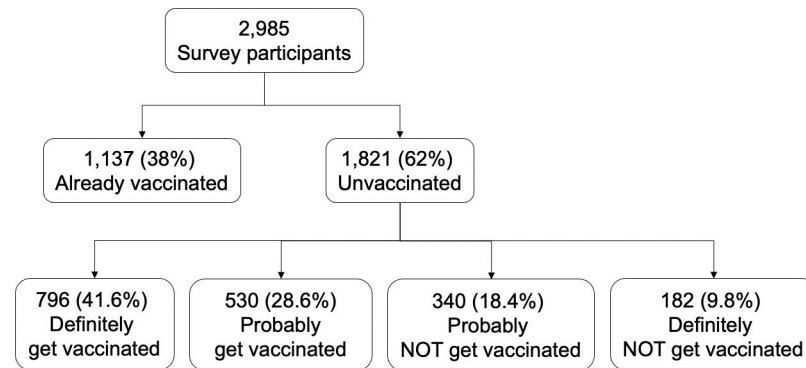 2,985
Survey participants
1,137 (38%)
Already vaccinated
1,821 (62%)
Unvaccinated
796 (41.6%)
Definitely
get vaccinated
530 (28.6%)
Probably
get vaccinated
340 (18.4%)
Probably
NOT get vaccinated
182 (9.8%)
Definitely
NOT get vaccinated